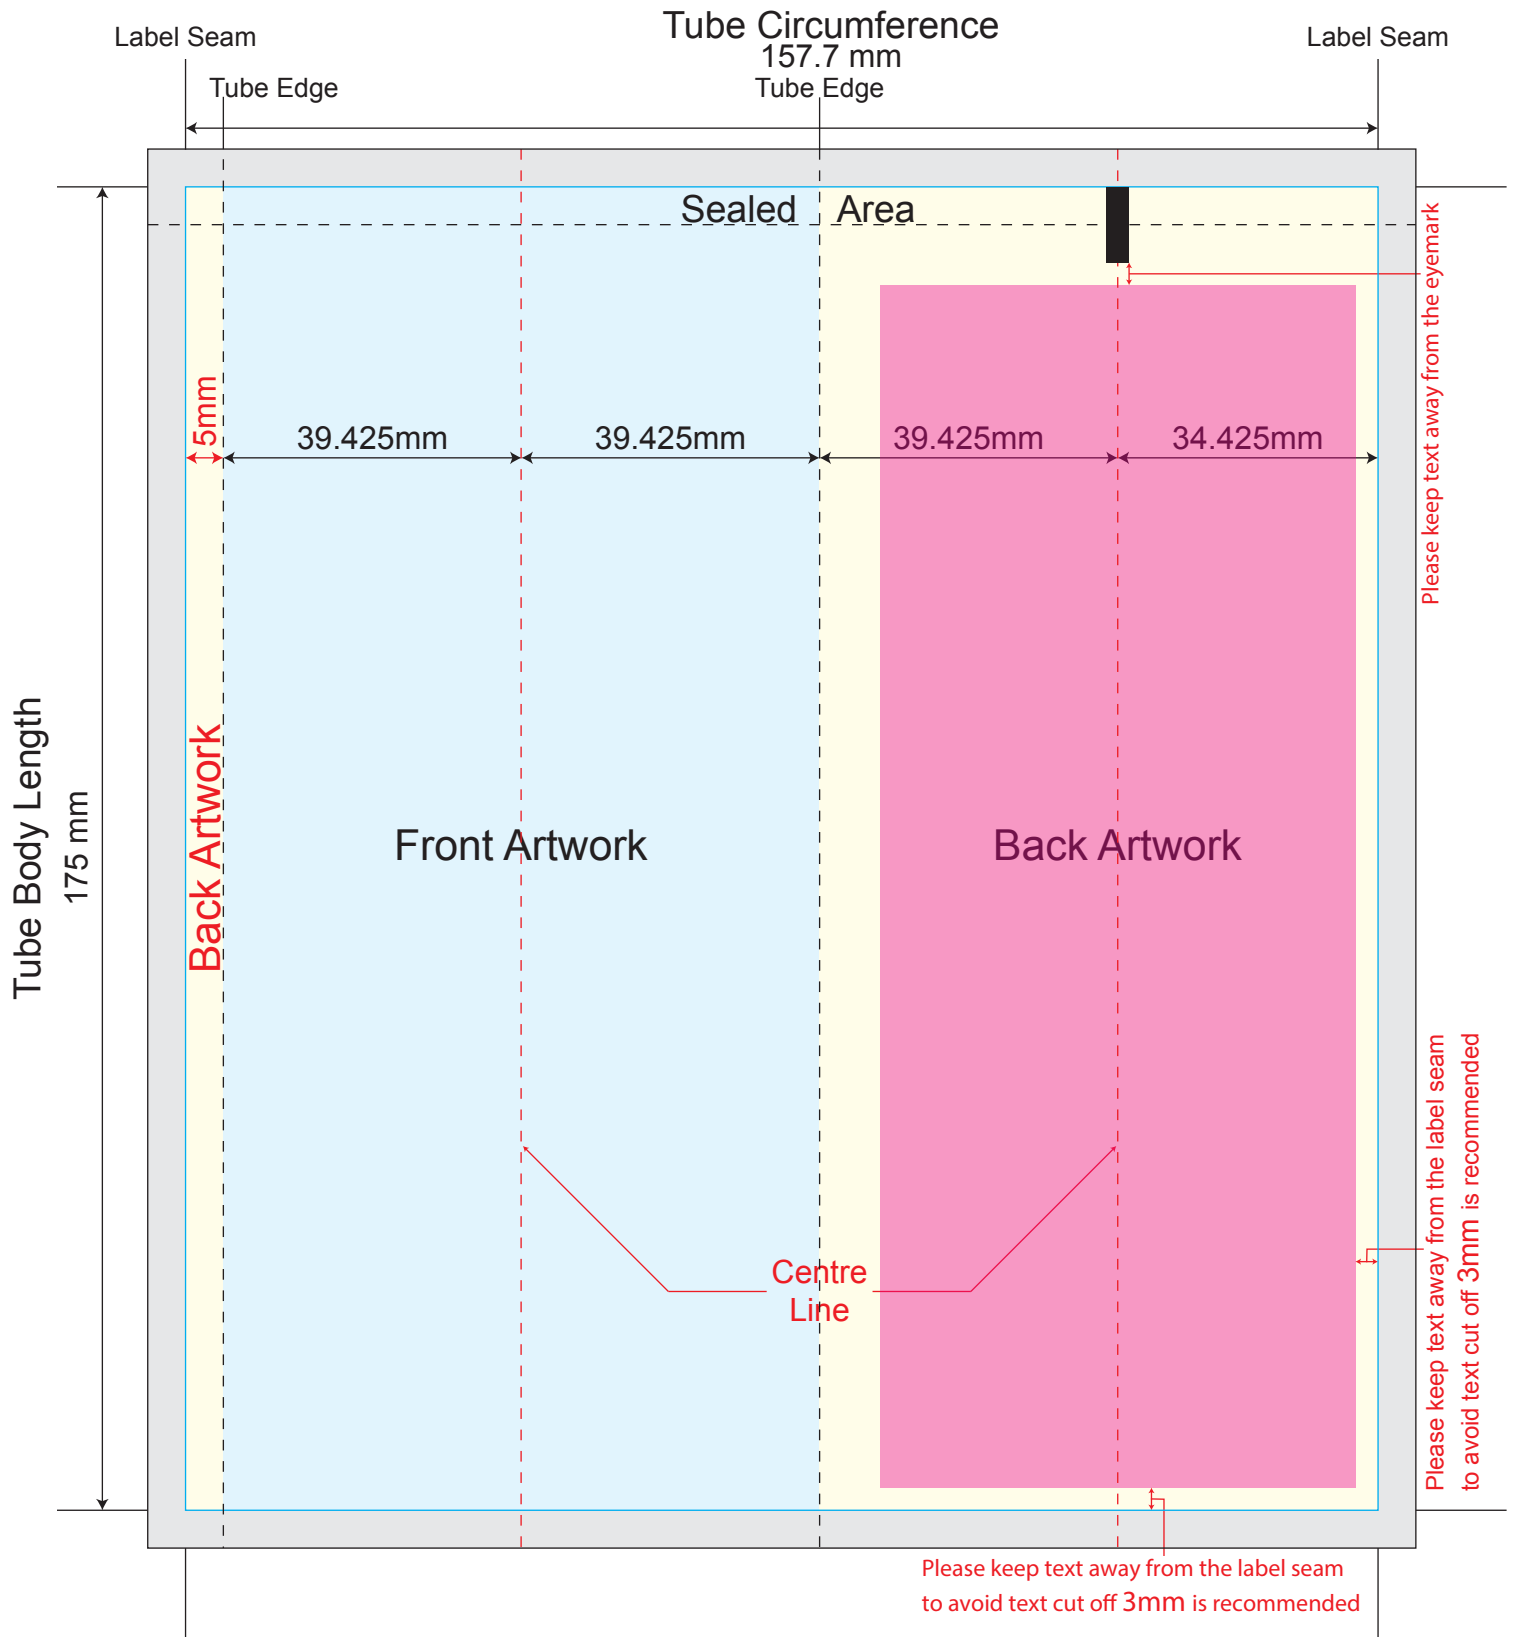 Tube Circumference
157.7 mm
Label Seam
Label Seam
Tube Edge
Tube Edge
Sealed Area
Please keep text away from the eyemark
5mm
39.425mm
39.425mm
39.425mm
34.425mm
Tube Body Length
175 mm
Back Artwork
Front Artwork
Back Artwork
Centre
Line
Please keep text away from the label seam
to avoid text cut off 3mm is recommended
Please keep text away from the label seam
to avoid text cut off 3mm is recommended